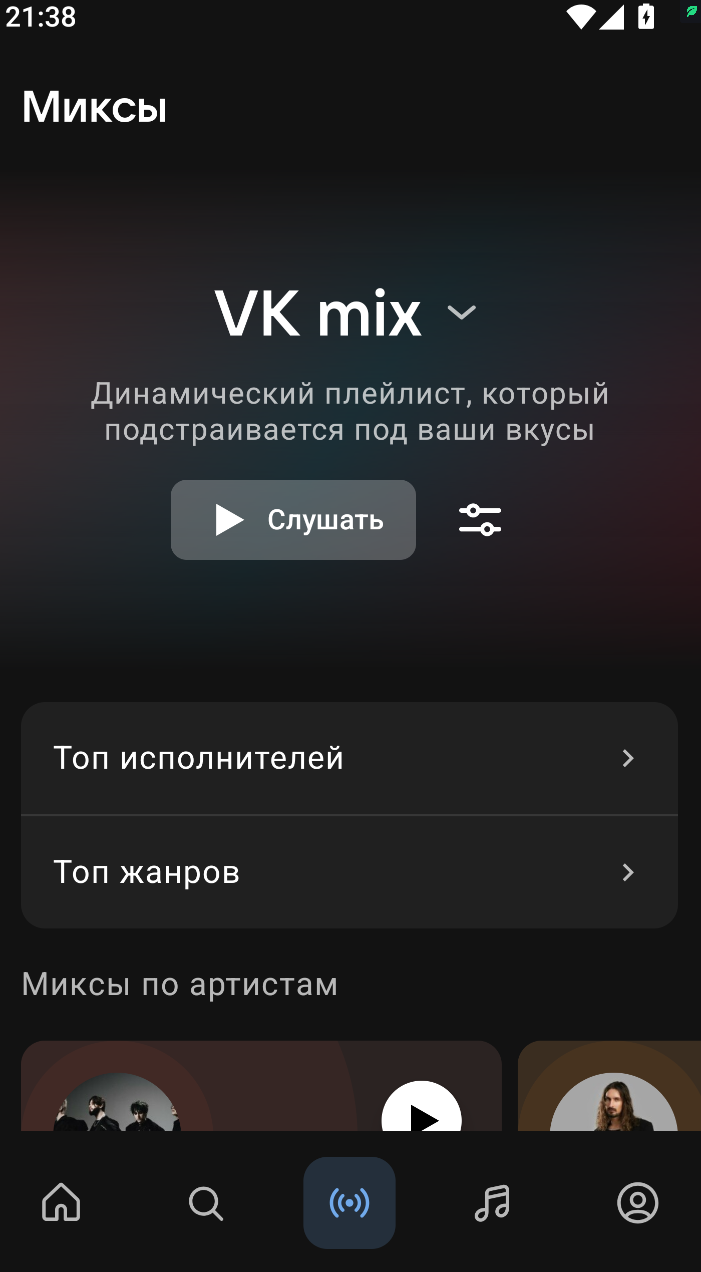 21:38
Миксы
VK mix
Динамический плейлист, который
подстраивается под ваши вкусы
Слушать
Топ исполнителей
Топ жанров
Миксы по артистам